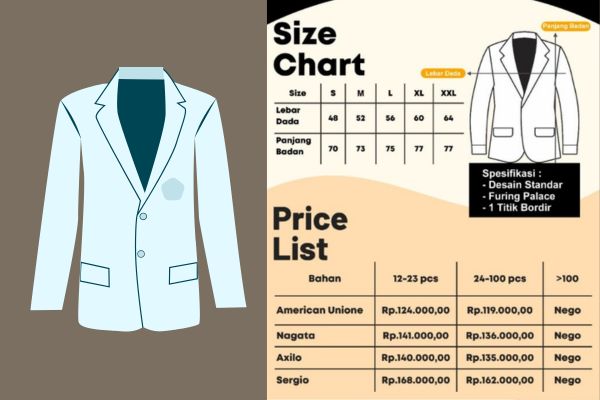 Size
Chart
Panjang Badan
Lebar Dada
Size S M L XL XXL
Lebar Dada 48 52 56 60 64
Panjang Badan 70 73 75 77 77
Spesifikasi :
- Desain Standar
- Furing Palace
- 1 Titik Bordir
Price
List
Bahan 12-23 pcs 24-100 pcs >100
American Unione Rp.124.000,00 Rp.119.000,00 Nego
Nagata Rp.141.000,00 Rp.136.000,00 Nego
Axilo Rp.140.000,00 Rp.135.000,00 Nego
Sergio Rp.168.000,00 Rp.162.000,00 Nego